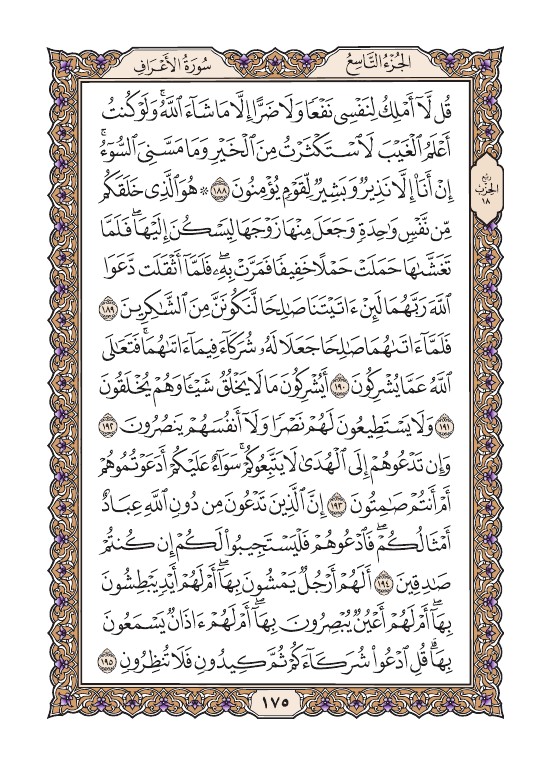 سُورَةُ الأَعْرَافِ
الجُزْءُ التَّاسِعُ
قُل لَّآ أَمْلِكُ لِنَفْسِى نَفْعًا وَلَا ضَرًّا إِلَّا مَا شَآءَ ٱللَّهُۚ وَلَوْ كُنتُ
أَعْلَمُ ٱلْغَيْبَ لَٱسْتَكْثَرْتُ مِنَ ٱلْخَيْرِ وَمَا مَسَّنِىَ ٱلسُّوٓءُۚ
إِنْ أَنَا۠ إِلَّا نَذِيرٌ وَبَشِيرٌ لِّقَوْمٍ يُؤْمِنُونَ ١٨٨ ۞ هُوَ ٱلَّذِى خَلَقَكُم
مِّن نَّفْسٍ وَٰحِدَةٍ وَجَعَلَ مِنْهَا زَوْجَهَا لِيَسْكُنَ إِلَيْهَاۖ فَلَمَّا
تَغَشَّىٰهَا حَمَلَتْ حَمْلًا خَفِيفًا فَمَرَّتْ بِهِۦۖ فَلَمَّآ أَثْقَلَت دَّعَوَا
ٱللَّهَ رَبَّهُمَا لَئِنْ ءَاتَيْتَنَا صَٰلِحًا لَّنَكُونَنَّ مِنَ ٱلشَّٰكِرِينَ ١٨٩
فَلَمَّآ ءَاتَىٰهُمَا صَٰلِحًا جَعَلَا لَهُۥ شُرَكَآءَ فِيمَآ ءَاتَىٰهُمَاۚ فَتَعَٰلَى
ٱللَّهُ عَمَّا يُشْرِكُونَ ١٩٠ أَيُشْرِكُونَ مَا لَا يَخْلُقُ شَيْـًٔا وَهُمْ يُخْلَقُونَ
١٩١ وَلَا يَسْتَطِيعُونَ لَهُمْ نَصْرًا وَلَآ أَنفُسَهُمْ يَنصُرُونَ ١٩٢
وَإِن تَدْعُوهُمْ إِلَى ٱلْهُدَىٰ لَا يَتَّبِعُوكُمْۚ سَوَآءٌ عَلَيْكُمْ أَدَعَوْتُمُوهُمْ
أَمْ أَنتُمْ صَٰمِتُونَ ١٩٣ إِنَّ ٱلَّذِينَ تَدْعُونَ مِن دُونِ ٱللَّهِ عِبَادٌ
أَمْثَالُكُمْۖ فَٱدْعُوهُمْ فَلْيَسْتَجِيبُوا۟ لَكُمْ إِن كُنتُمْ
صَٰدِقِينَ ١٩٤ أَلَهُمْ أَرْجُلٌ يَمْشُونَ بِهَآۖ أَمْ لَهُمْ أَيْدٍ يَبْطِشُونَ
بِهَآۖ أَمْ لَهُمْ أَعْيُنٌ يُبْصِرُونَ بِهَآۖ أَمْ لَهُمْ ءَاذَانٌ يَسْمَعُونَ
بِهَاۗ قُلِ ٱدْعُوا۟ شُرَكَآءَكُمْ ثُمَّ كِيدُونِ فَلَا تُنظِرُونِ ١٩٥
ربع
الحزب
١٨
١٧٥